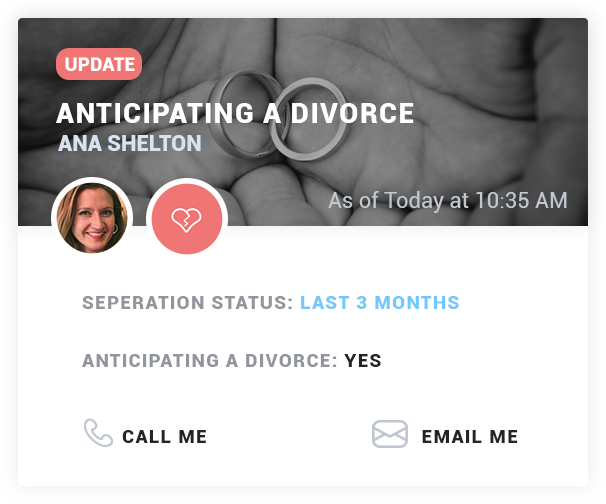 UPDATE
ANTICIPATING A DIVORCE
ANA SHELTON
As of Today at 10:35 AM
SEPERATION STATUS: LAST 3 MONTHS
ANTICIPATING A DIVORCE: YES
CALL ME
EMAIL ME